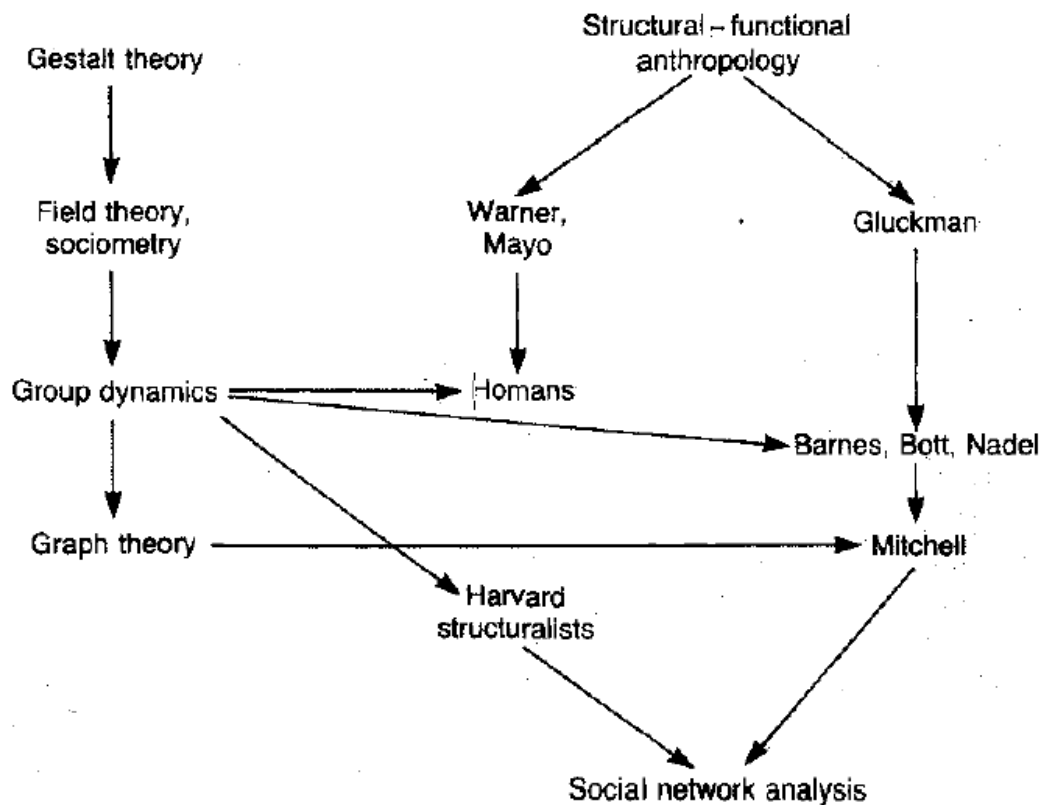 Structural – functional
anthropology
Gestalt theory
Field theory,
sociometry
Warner,
Mayo
Gluckman
Group dynamics
Homans
Barnes, Bott, Nadel
Graph theory
Mitchell
Harvard
structuralists
Social network analysis